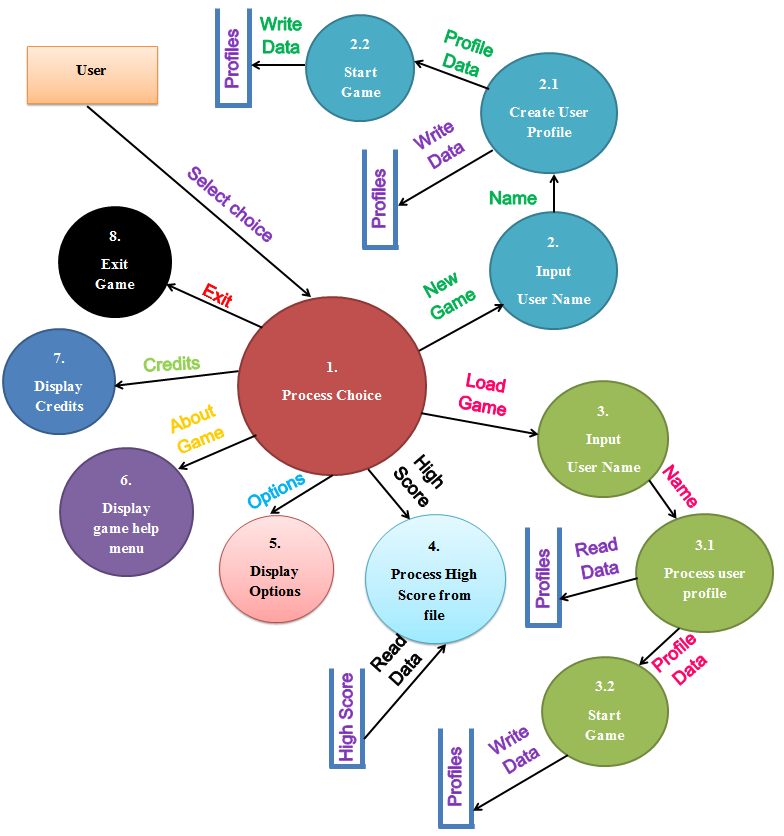 User
Select choice
Profiles
Write
Data
2.2
Start
Game
Profile
Data
2.1
Create User
Profile
Write
Data
Profiles
Name
2.
Input
User Name
New
Game
8.
Exit
Game
Exit
1.
Process Choice
7.
Display
Credits
Credits
About
Game
6.
Display
game help
menu
Options
5.
Display
Options
High
Score
4.
Process High
Score from
file
Read
Data
High Score
Load
Game
3.
Input
User Name
Name
3.1
Process user
profile
Read
Data
Profiles
Profile
Data
3.2
Start
Game
Write
Data
Profiles